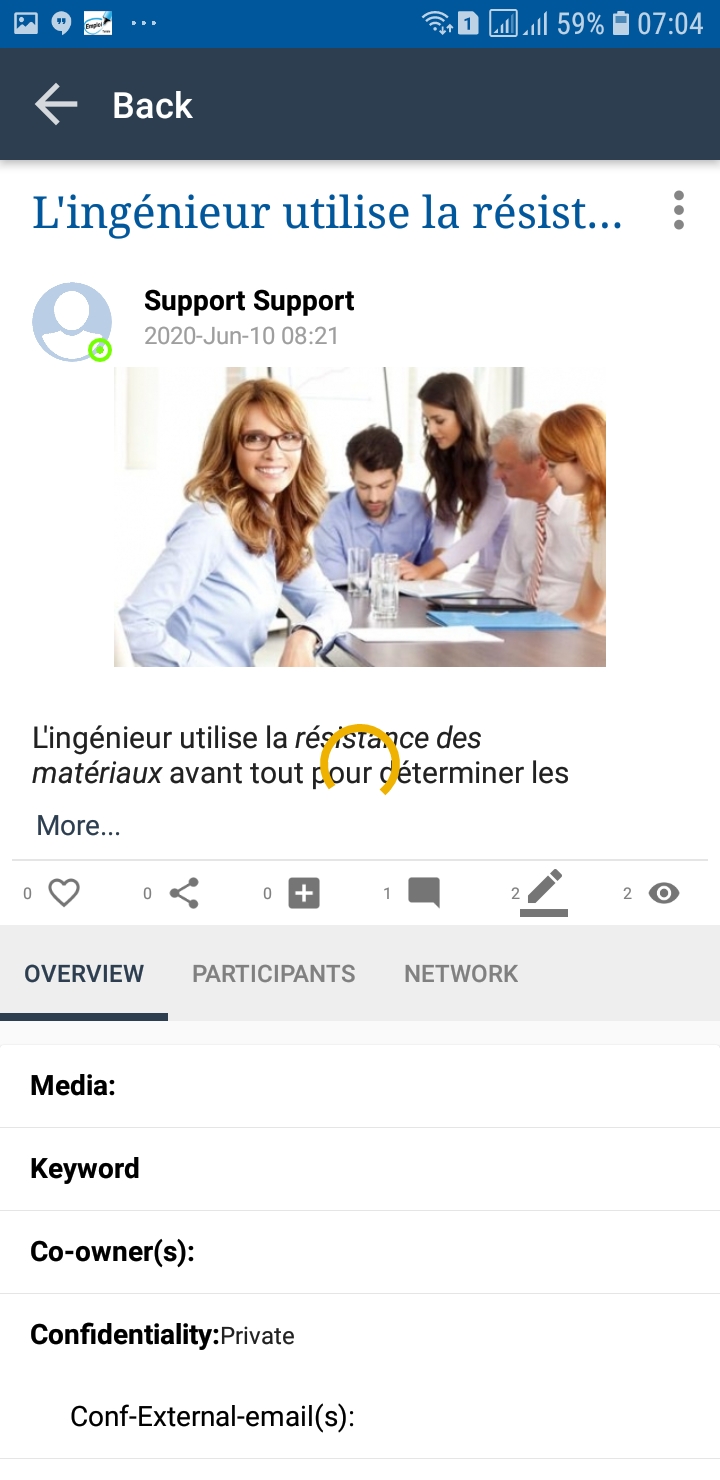 59% 07:04
Back
L'ingénieur utilise la résist...
Support Support
2020-Jun-10 08:21
L'ingénieur utilise la résistance des
matériaux avant tout pour déterminer les
More...
0 0 0 1 2 2
OVERVIEW PARTICIPANTS NETWORK
Media:
Keyword
Co-owner(s):
Confidentiality:Private
Conf-External-email(s):